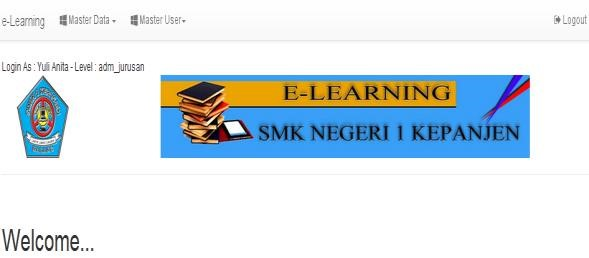 e-Learning Master Data Master User Logout
Login As : Yuli Anita - Level : adm_jurusan
E-LEARNING
SMK NEGERI 1 KEPANJEN
Welcome...